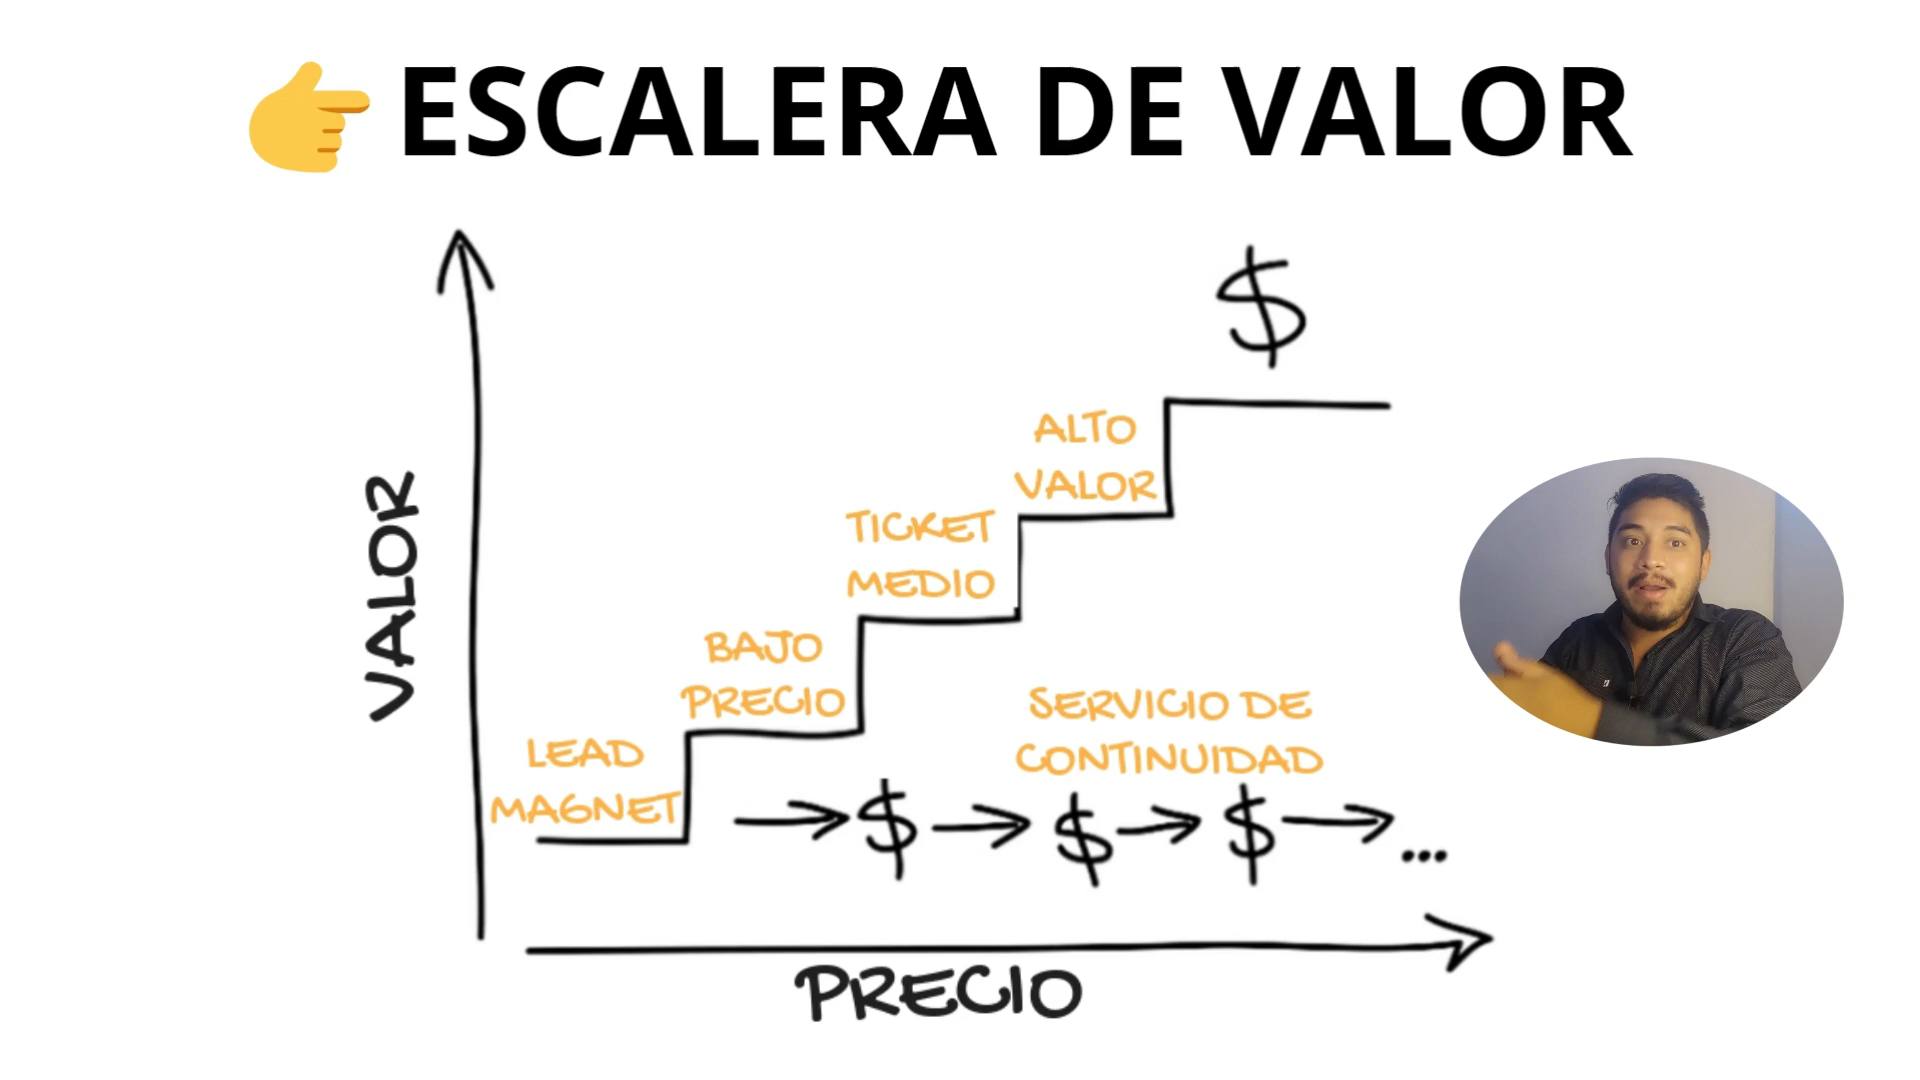 👉 ESCALERA DE VALOR
$
ALTO
VALOR
TICKET
MEDIO
BAJO
PRECIO
LEAD
MAGNET
SERVICIO DE
CONTINUIDAD
→ $ → $ → $ → ...
VALOR
PRECIO